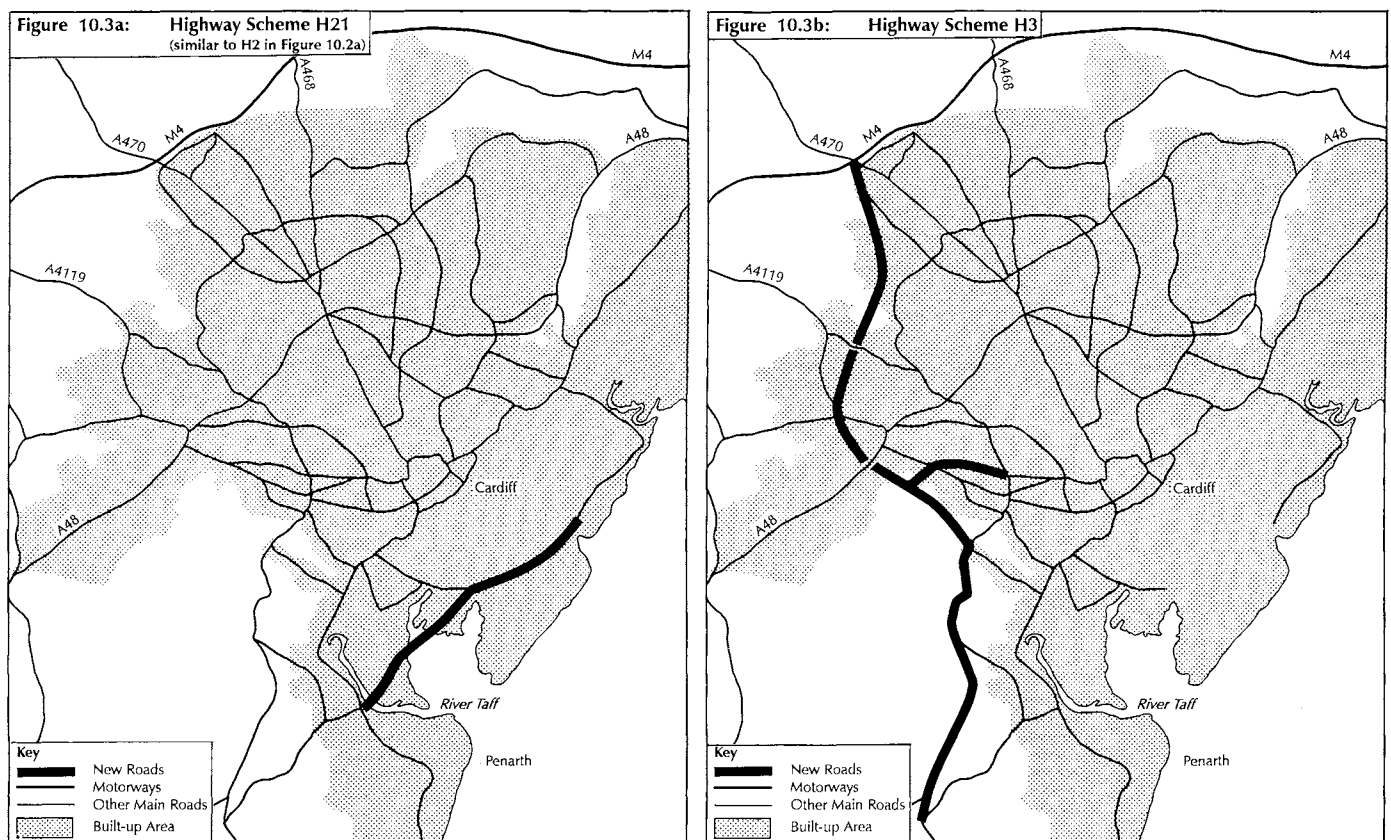 Figure 10.3a: Highway Scheme H21
(similar to H2 in Figure 10.2a)
M4
A468
A470
M4
A48
A4119
Cardiff
A48
River Taff
Penarth
Key
New Roads
Motorways
Other Main Roads
Built-up Area
Figure 10.3b: Highway Scheme H3
M4
A468
A470
M4
A48
A4119
Cardiff
A48
River Taff
Penarth
Key
New Roads
Motorways
Other Main Roads
Built-up Area